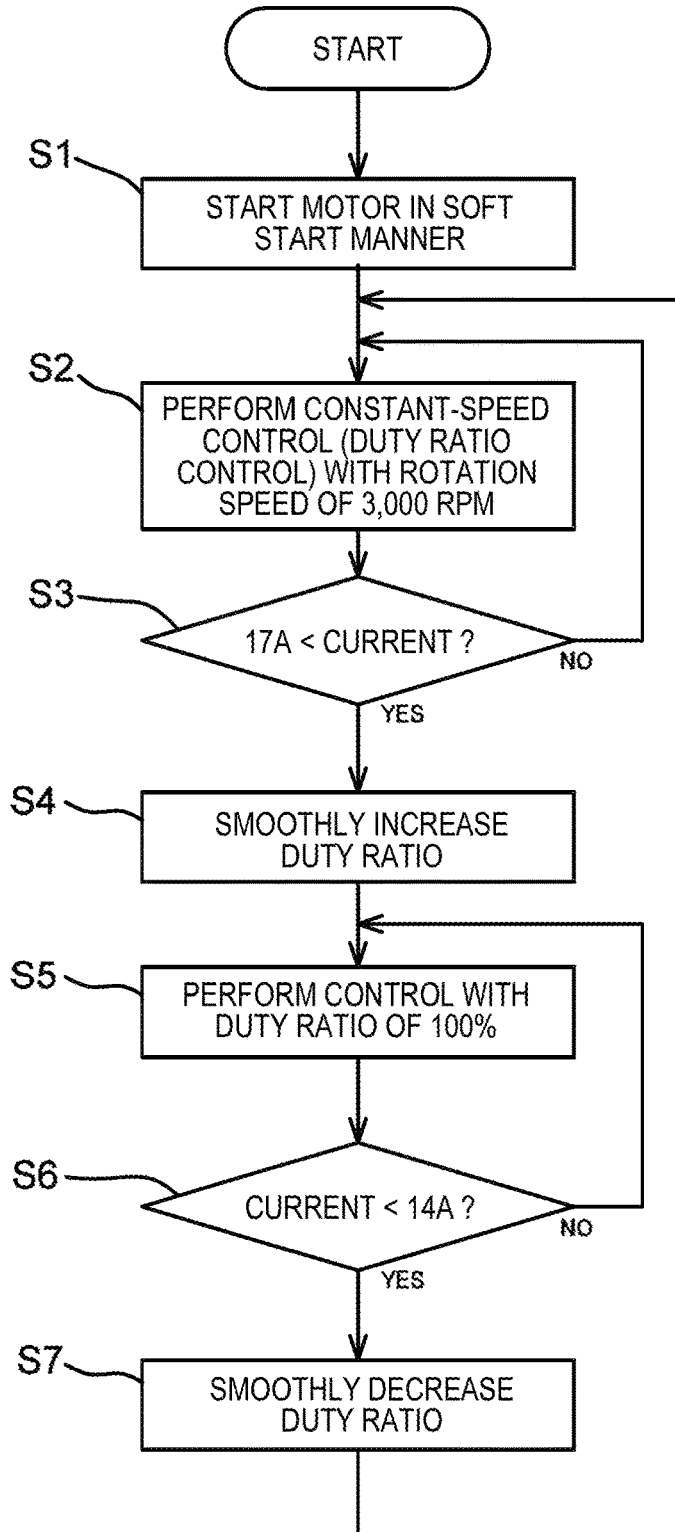 START
S1
START MOTOR IN SOFT
START MANNER
S2
PERFORM CONSTANT-SPEED
CONTROL (DUTY RATIO
CONTROL) WITH ROTATION
SPEED OF 3,000 RPM
S3
17A < CURRENT ?
NO
YES
S4
SMOOTHLY INCREASE
DUTY RATIO
S5
PERFORM CONTROL WITH
DUTY RATIO OF 100%
S6
CURRENT < 14A ?
NO
YES
S7
SMOOTHLY DECREASE
DUTY RATIO